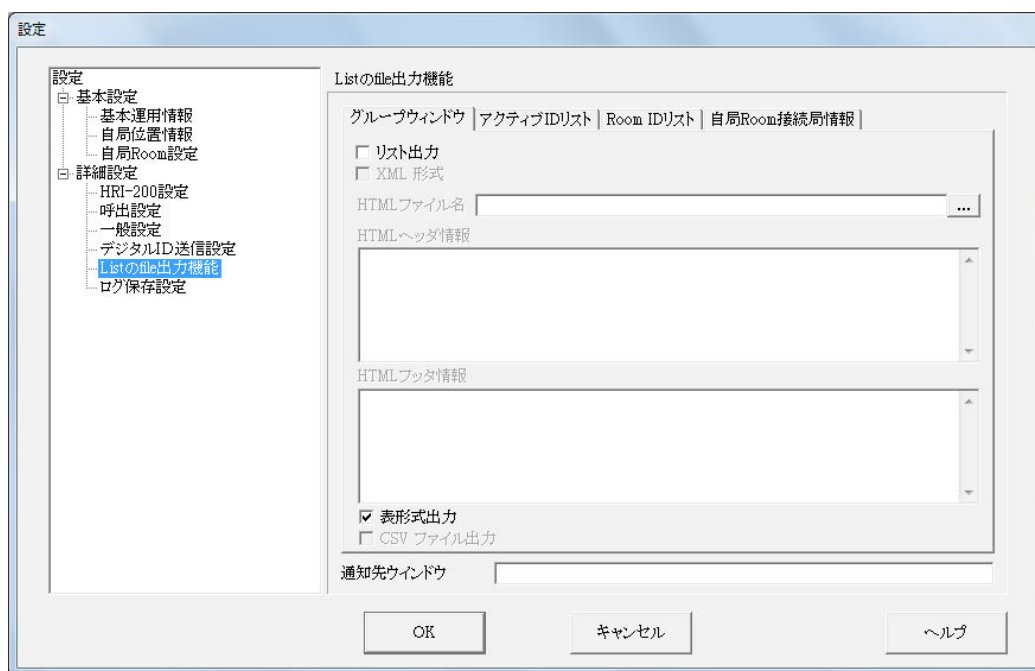 設定
設定
基本設定
基本運用情報
自局位置情報
自局Room設定
詳細設定
HRI-200設定
呼出設定
一般設定
デジタルID送信設定
Listのfile出力機能
ログ保存設定
Listのfile出力機能
グループウィンドウ アクティブIDリスト Room IDリスト 自局Room接続局情報
リスト出力
XML 形式
HTMLファイル名 ...
HTMLヘッダ情報
HTMLフッタ情報
表形式出力
CSV ファイル出力
通知先ウインドウ
OK キャンセル ヘルプ